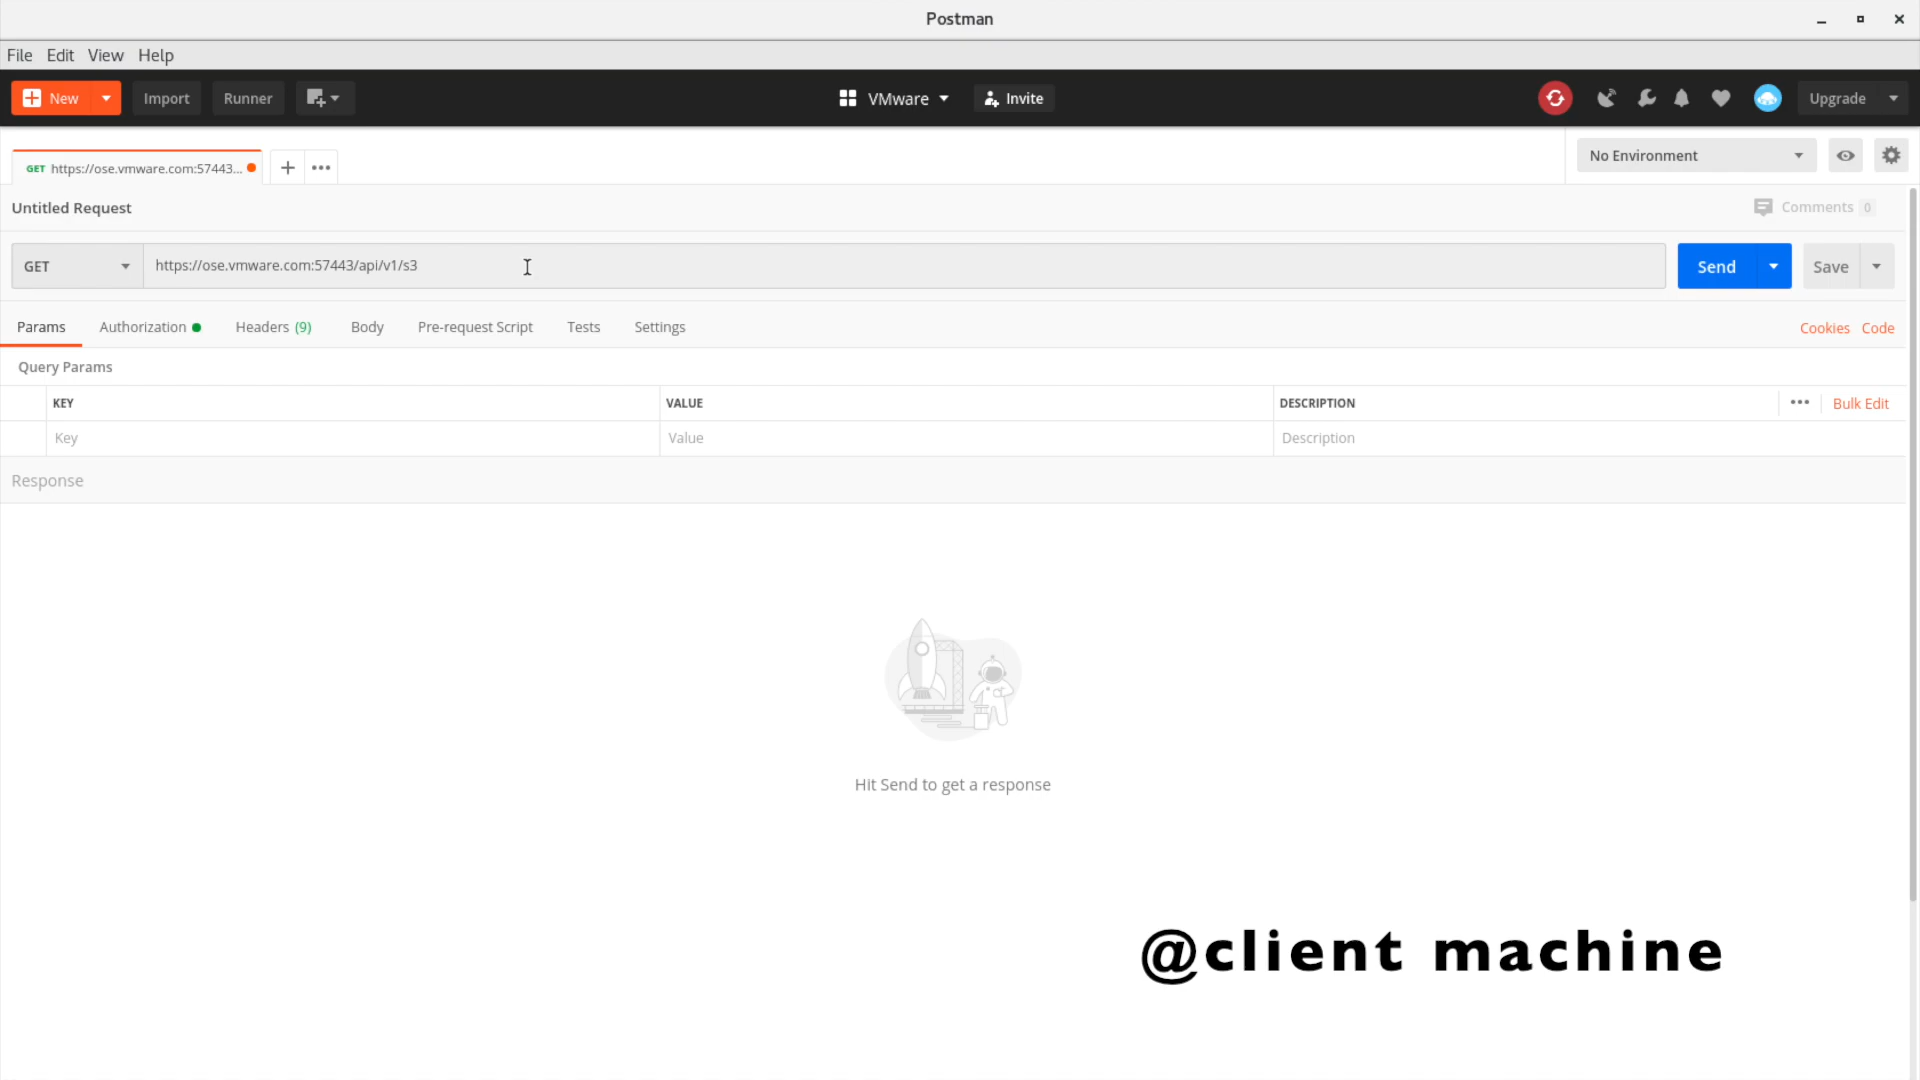 Postman
File Edit View Help
New Import Runner VMware Invite Upgrade
GET https://ose.vmware.com:57443... No Environment
Untitled Request Comments 0
GET https://ose.vmware.com:57443/api/v1/s3 Send Save
Params Authorization Headers (9) Body Pre-request Script Tests Settings Cookies Code
Query Params
KEY VALUE DESCRIPTION Bulk Edit
Key Value Description
Response
Hit Send to get a response
@client machine